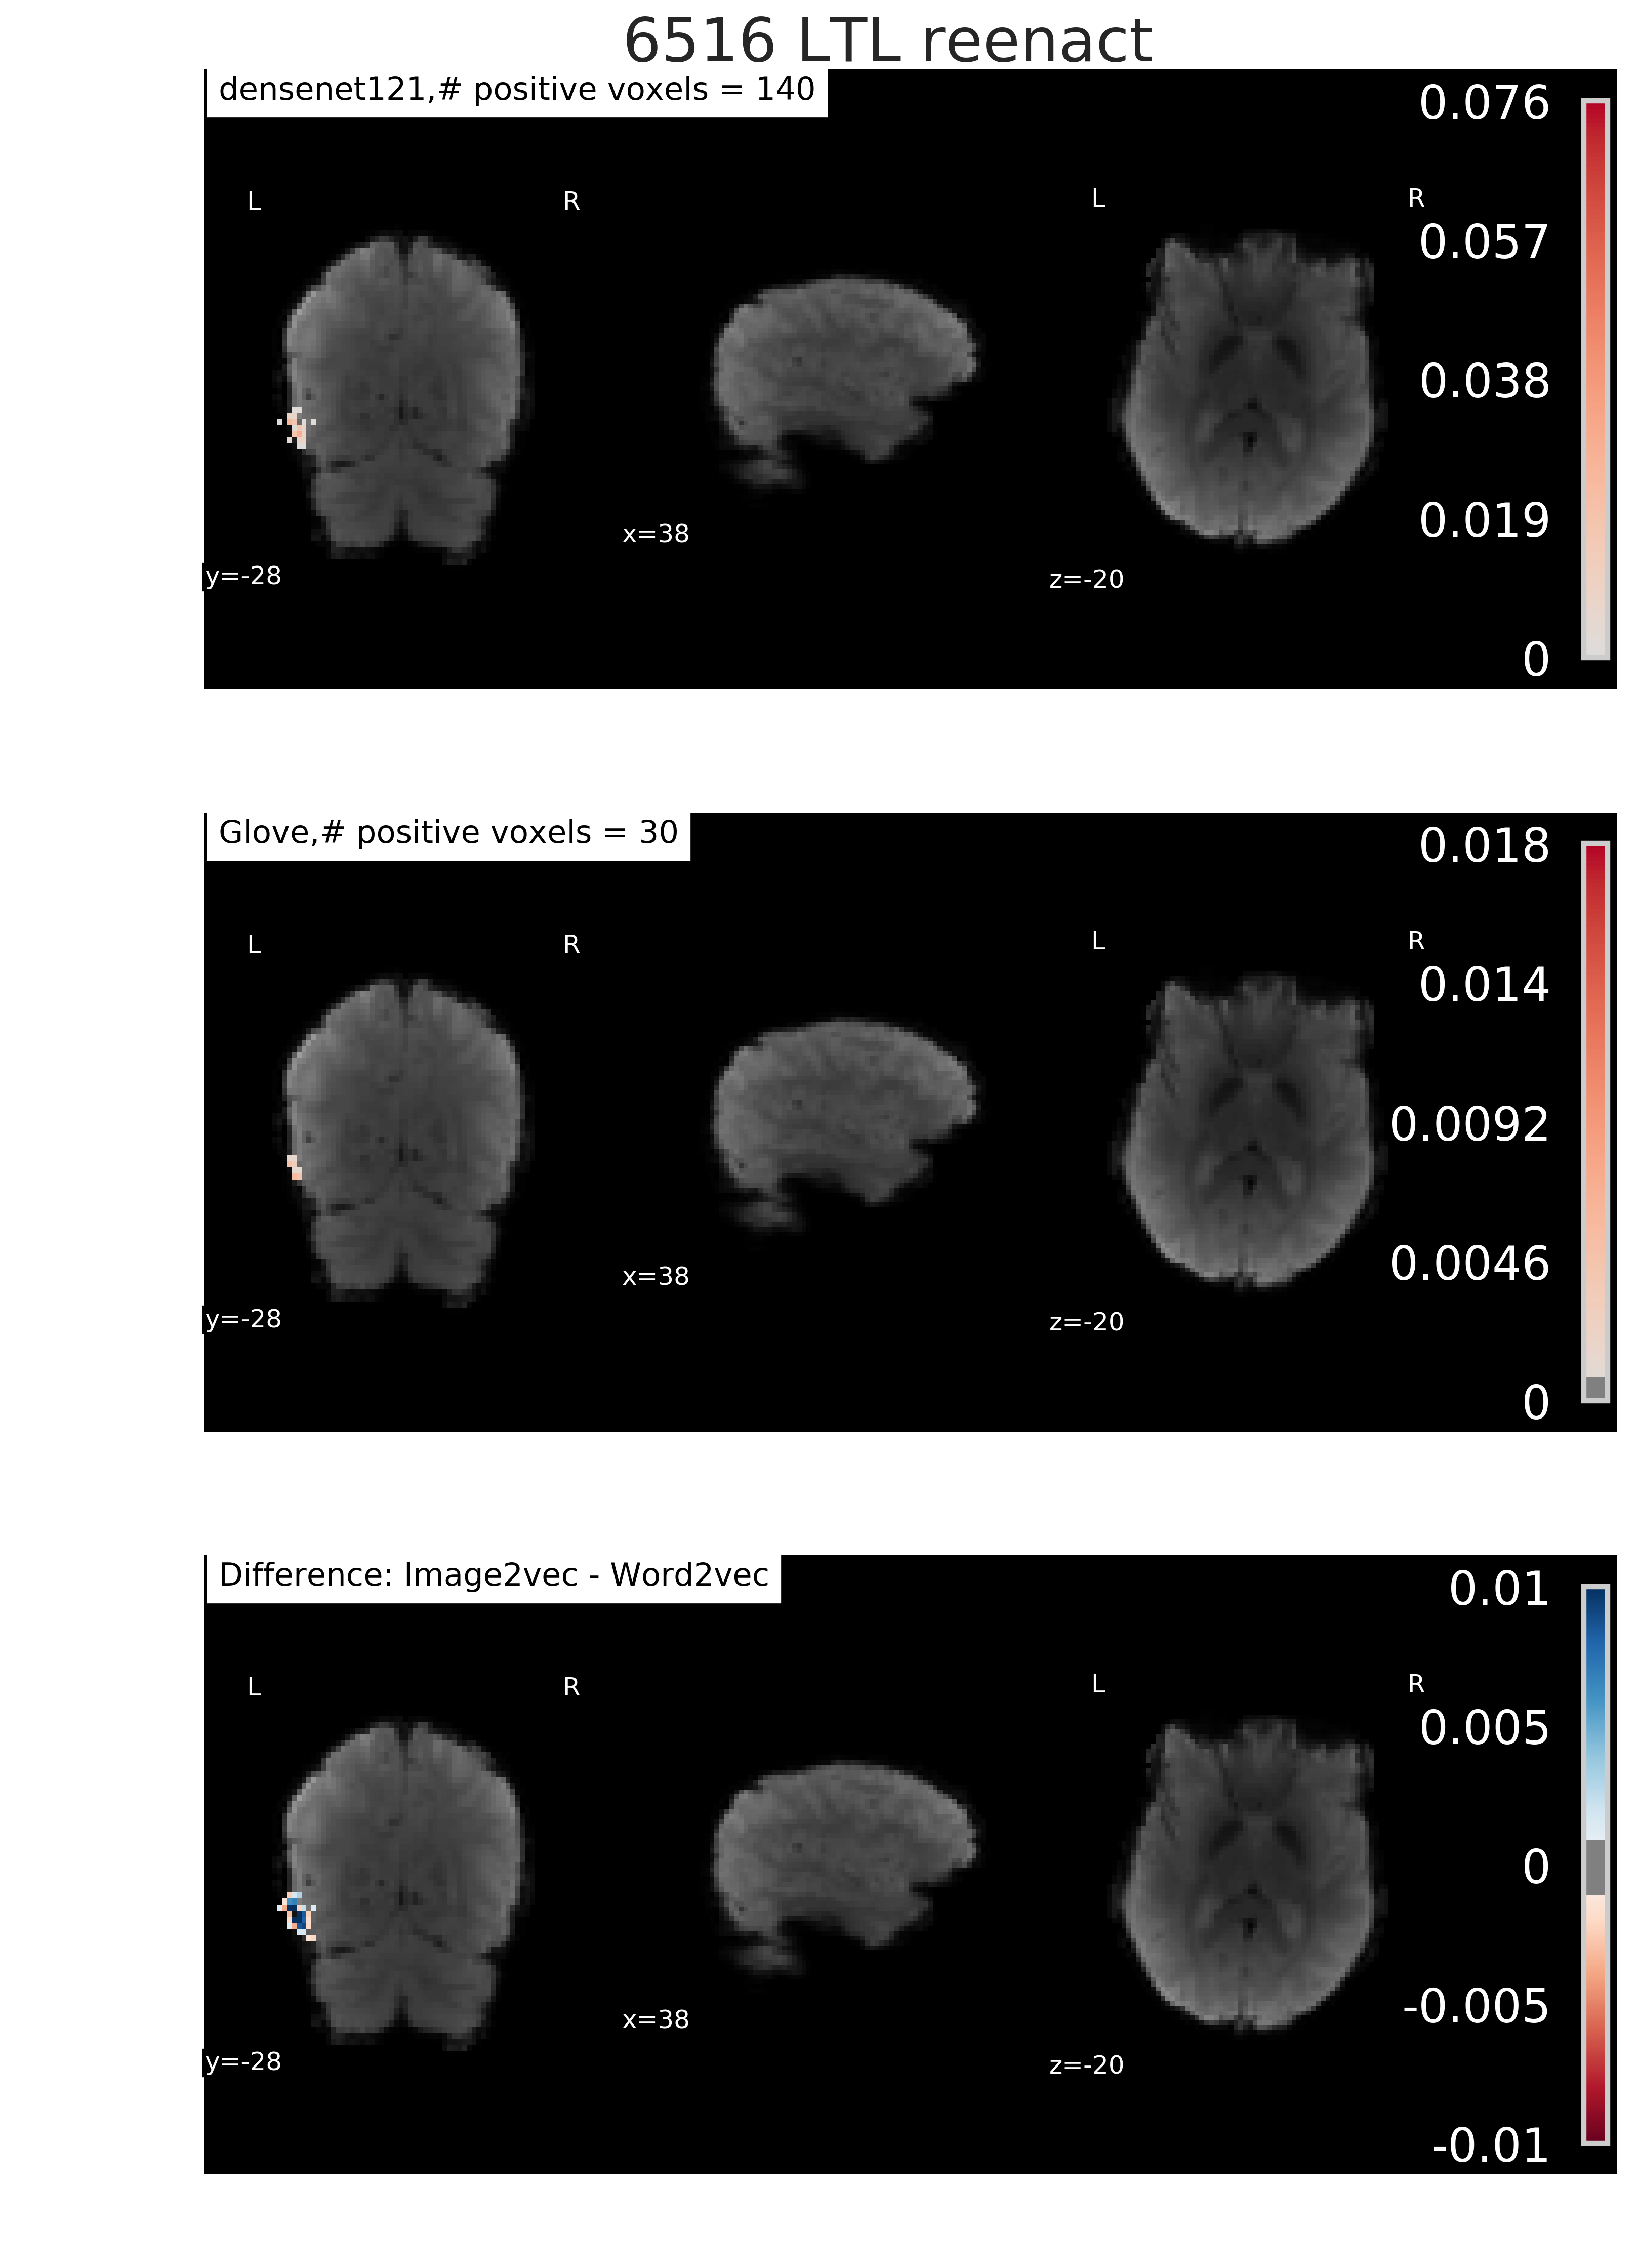 6516 LTL reenact
densenet121,# positive voxels = 140
0.076
L R L R
0.057
0.038
0.019
x=38
y=-28 z=-20
0
Glove,# positive voxels = 30
0.018
L R L R
0.014
0.0092
0.0046
x=38
y=-28 z=-20
0
Difference: Image2vec - Word2vec
0.01
L R L R
0.005
0
-0.005
x=38
y=-28 z=-20
-0.01